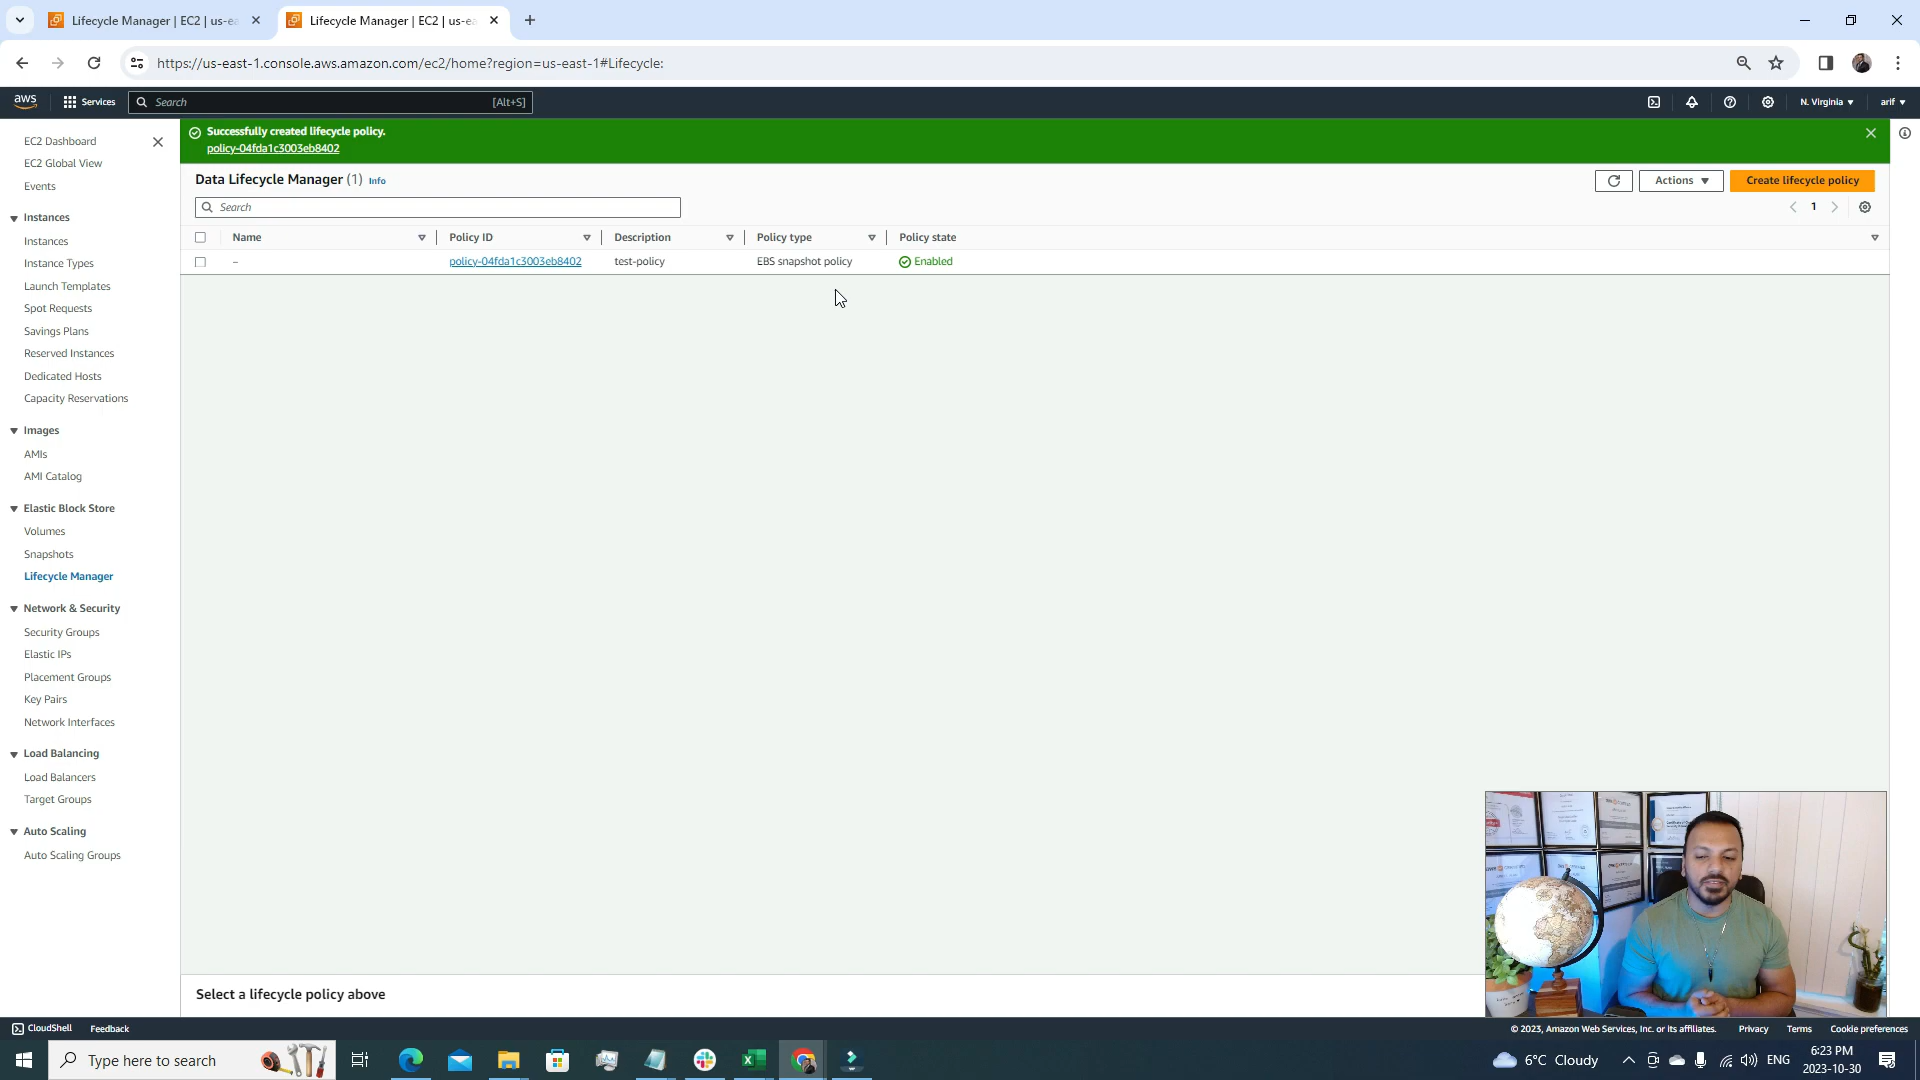 Lifecycle Manager | EC2 | us-ea
Lifecycle Manager | EC2 | us-ea
https://us-east-1.console.aws.amazon.com/ec2/home?region=us-east-1#Lifecycle:
aws
Services
Search
[Alt+S]
N. Virginia
arif
EC2 Dashboard
EC2 Global View
Events
Instances
Instances
Instance Types
Launch Templates
Spot Requests
Savings Plans
Reserved Instances
Dedicated Hosts
Capacity Reservations
Images
AMIs
AMI Catalog
Elastic Block Store
Volumes
Snapshots
Lifecycle Manager
Network & Security
Security Groups
Elastic IPs
Placement Groups
Key Pairs
Network Interfaces
Load Balancing
Load Balancers
Target Groups
Auto Scaling
Auto Scaling Groups
Successfully created lifecycle policy.
policy-04fda1c3003eb8402
Data Lifecycle Manager (1) Info
Actions
Create lifecycle policy
Search
1
Name Policy ID Description Policy type Policy state
– policy-04fda1c3003eb8402 test-policy EBS snapshot policy Enabled
Select a lifecycle policy above
CloudShell Feedback
© 2023, Amazon Web Services, Inc. or its affiliates. Privacy Terms Cookie preferences
Type here to search
6°C Cloudy
ENG
6:23 PM
2023-10-30